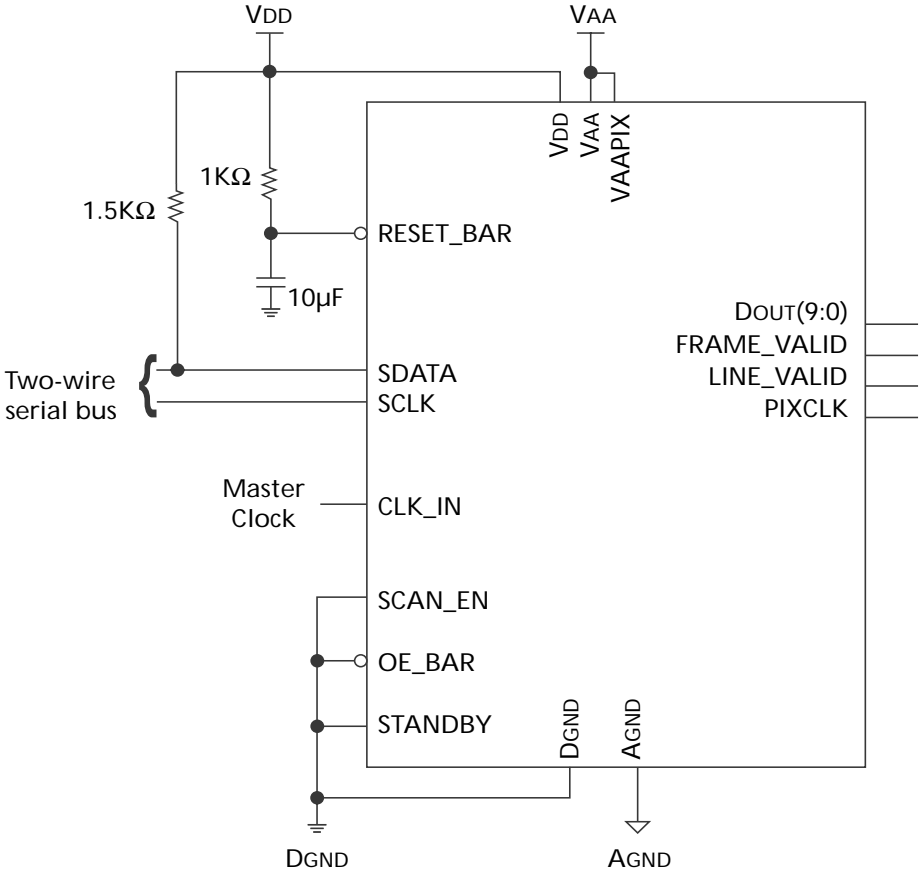 VDD
VAA
VDD
VAA
VAAPIX
1KΩ
1.5KΩ
RESET_BAR
10µF
DOUT(9:0)
FRAME_VALID
LINE_VALID
PIXCLK
Two-wire
serial bus
{
SDATA
SCLK
Master
Clock
CLK_IN
SCAN_EN
OE_BAR
STANDBY
DGND
AGND
DGND
AGND